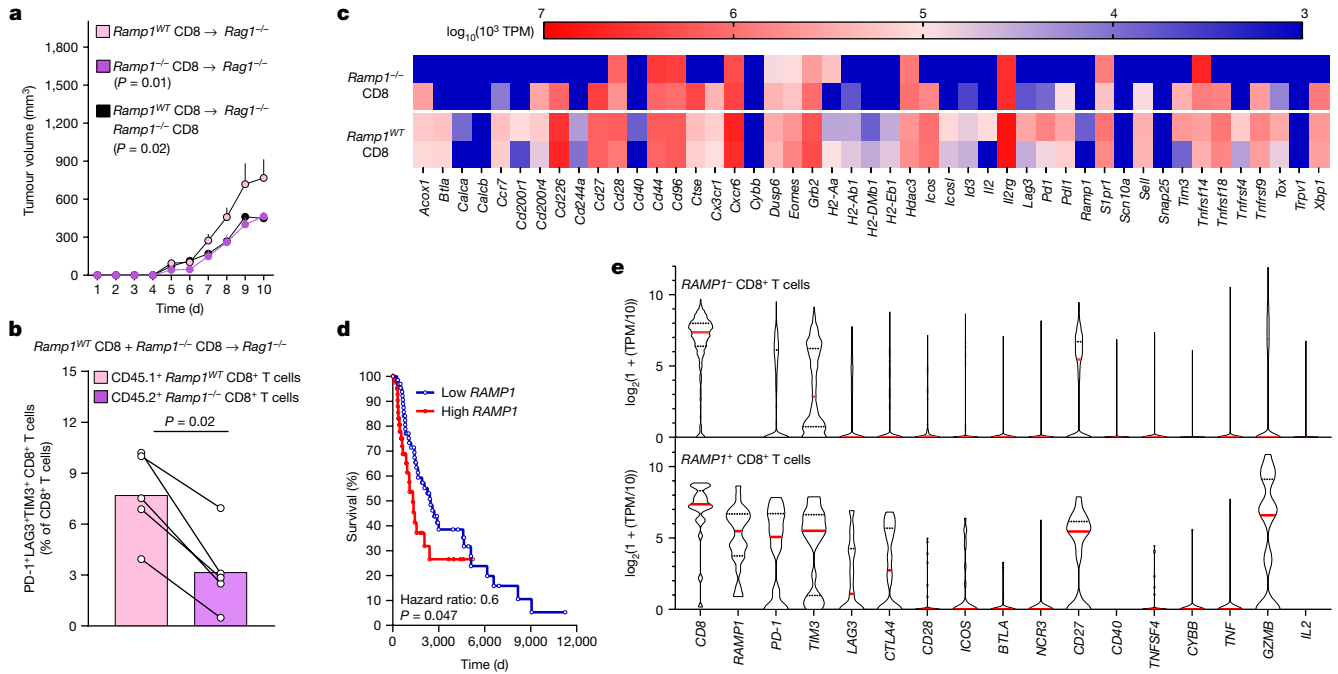 a
Ramp1WT CD8 → Rag1−/−
Ramp1−/− CD8 → Rag1−/−
(P = 0.01)
Ramp1WT CD8 → Rag1−/−
Ramp1−/− CD8
(P = 0.02)
Tumour volume (mm3)
1,800
1,500
1,200
900
600
300
0
1 2 3 4 5 6 7 8 9 10
Time (d)
b
Ramp1WT CD8 + Ramp1−/− CD8 → Rag1−/−
CD45.1+ Ramp1WT CD8+ T cells
CD45.2+ Ramp1−/− CD8+ T cells
P = 0.02
PD-1+LAG3+TIM3+ CD8+ T cells
(% of CD8+ T cells)
15
12
9
6
3
0
c
log10(103 TPM)
7 6 5 4 3
Ramp1−/−
CD8
Ramp1WT
CD8
Acox1
Btla
Calca
Calcb
Ccr7
Cd200r1
Cd200r4
Cd226
Cd244a
Cd27
Cd28
Cd40
Cd44
Cd96
Ctse
Cx3cr1
Cxcr6
Cybb
Dusp6
Eomes
Grb2
H2-Aa
H2-Ab1
H2-DMb1
H2-Eb1
Hdac3
Icos
Icosl
Id3
Il2
Il2rg
Lag3
Pd1
Pdl1
Ramp1
S1pr1
Scn10a
Sell
Snap25
Tim3
Tnfrsf14
Tnfrsf18
Tnfrsf4
Tnfrsf9
Tox
Trpv1
Xbp1
d
Low RAMP1
High RAMP1
Survival (%)
100
90
80
70
60
50
40
30
20
10
0
Hazard ratio: 0.6
P = 0.047
0 3,000 6,000 9,000 12,000
Time (d)
e
RAMP1− CD8+ T cells
log2(1 + (TPM/10))
10
5
0
RAMP1+ CD8+ T cells
log2(1 + (TPM/10))
10
5
0
CD8
RAMP1
PD-1
TIM3
LAG3
CTLA4
CD28
ICOS
BTLA
NCR3
CD27
CD40
TNFSF4
CYBB
TNF
GZMB
IL2